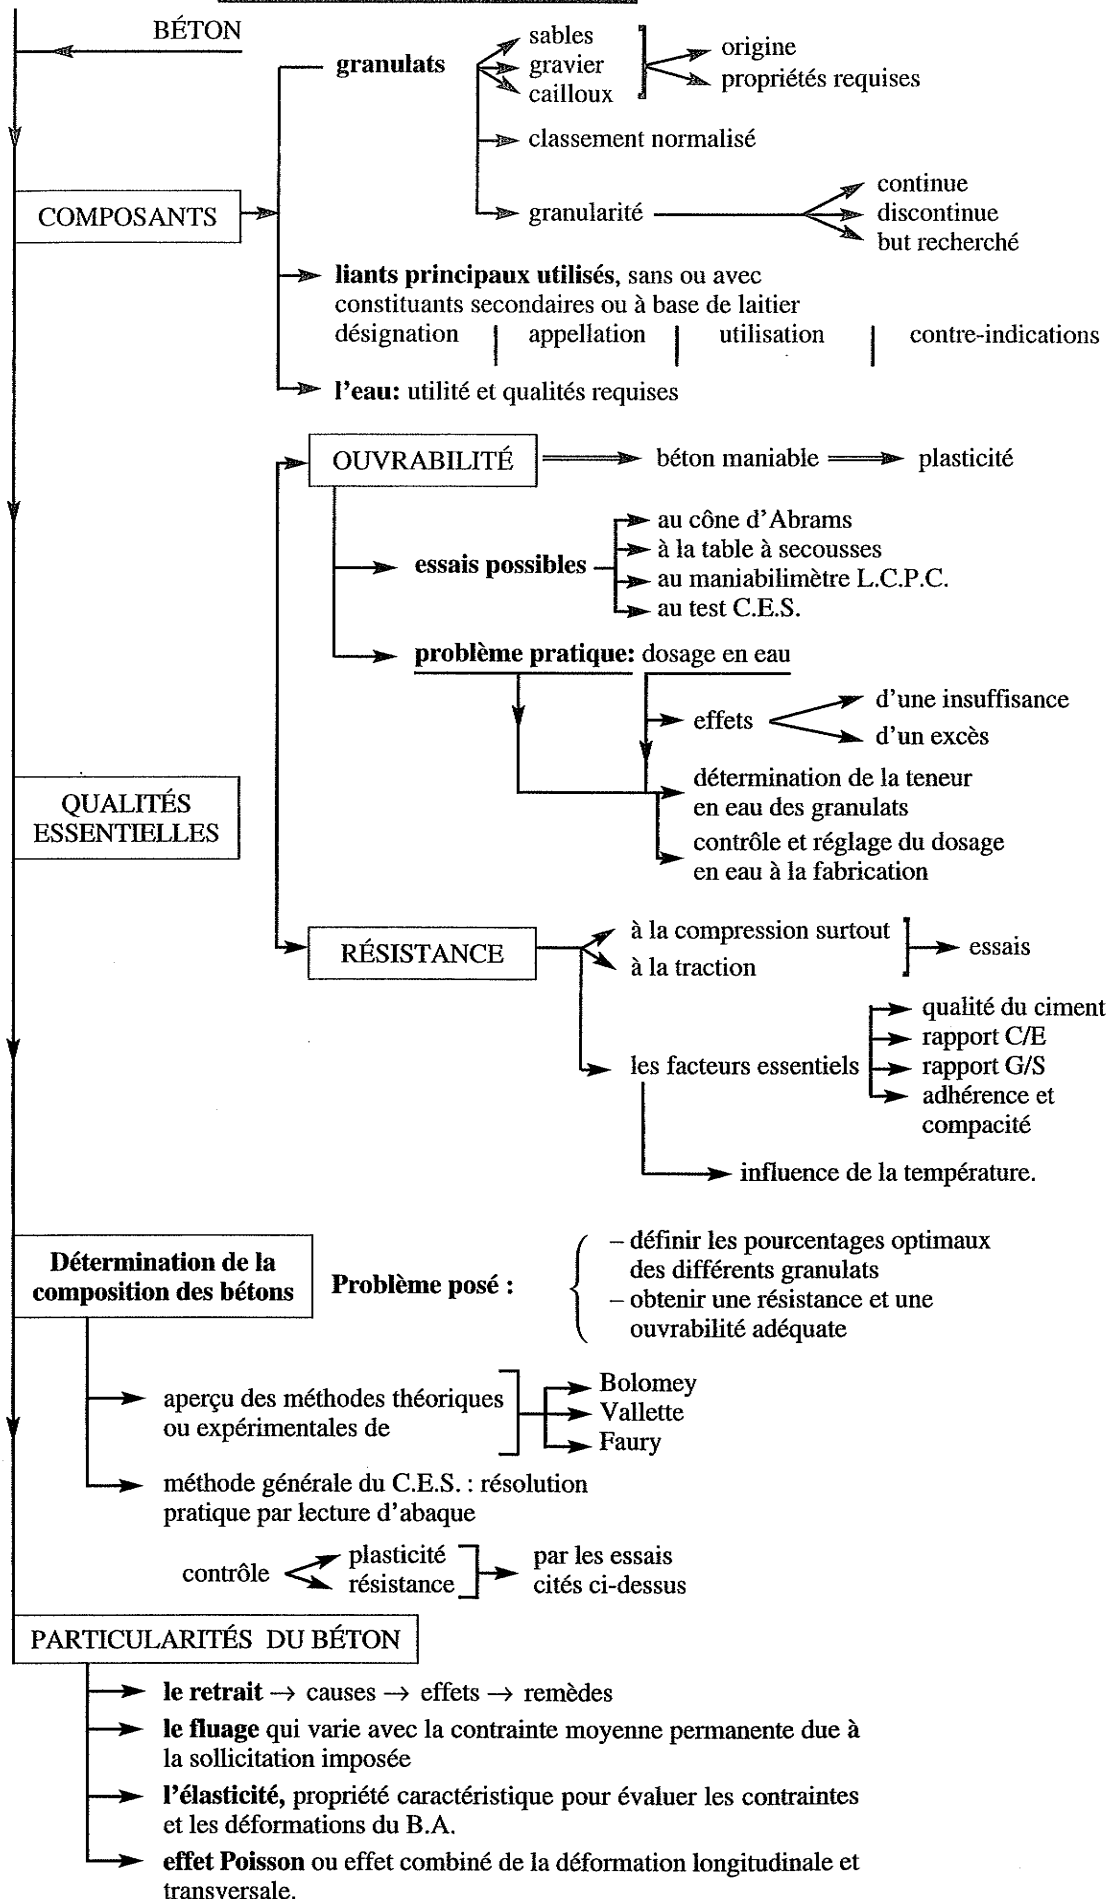 BÉTON
granulats
sables
gravier
cailloux
origine
propriétés requises
classement normalisé
COMPOSANTS
granularité
continue
discontinue
but recherché
liants principaux utilisés, sans ou avec
constituants secondaires ou à base de laitier
désignation | appellation | utilisation | contre-indications
l'eau: utilité et qualités requises
OUVRABILITÉ
béton maniable
plasticité
essais possibles
au cône d'Abrams
à la table à secousses
au maniabilimètre L.C.P.C.
au test C.E.S.
problème pratique: dosage en eau
effets
d'une insuffisance
d'un excès
détermination de la teneur
en eau des granulats
contrôle et réglage du dosage
en eau à la fabrication
QUALITÉS
ESSENTIELLES
RÉSISTANCE
à la compression surtout
à la traction
essais
les facteurs essentiels
qualité du ciment
rapport C/E
rapport G/S
adhérence et
compacité
influence de la température.
Détermination de la
composition des bétons
Problème posé :
– définir les pourcentages optimaux
des différents granulats
– obtenir une résistance et une
ouvrabilité adéquate
aperçu des méthodes théoriques
ou expérimentales de
Bolomey
Vallette
Faury
méthode générale du C.E.S. : résolution
pratique par lecture d'abaque
contrôle
plasticité
résistance
par les essais
cités ci-dessus
PARTICULARITÉS DU BÉTON
le retrait → causes → effets → remèdes
le fluage qui varie avec la contrainte moyenne permanente due à
la sollicitation imposée
l'élasticité, propriété caractéristique pour évaluer les contraintes
et les déformations du B.A.
effet Poisson ou effet combiné de la déformation longitudinale et
transversale.